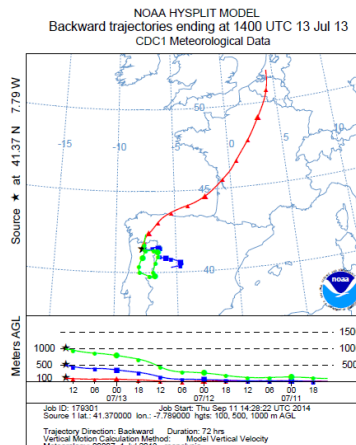 NOAA HYSPLIT MODEL
Backward trajectories ending at 1400 UTC 13 Jul 13
CDC1 Meteorological Data
Source ★ at 41.37 N 7.79 W
-15
-10
-5
0
5
50
45
40
noaa
Meters AGL
1000
500
100
1500
1000
500
12 06 00 18 12 06 00 18 12 06 00 18
07/13 07/12 07/11
Job ID: 179301 Job Start: Thu Sep 11 14:28:22 UTC 2014
Source 1 lat.: 41.370000 lon.: -7.789000 hgts: 100, 500, 1000 m AGL
Trajectory Direction: Backward Duration: 72 hrs
Vertical Motion Calculation Method: Model Vertical Velocity